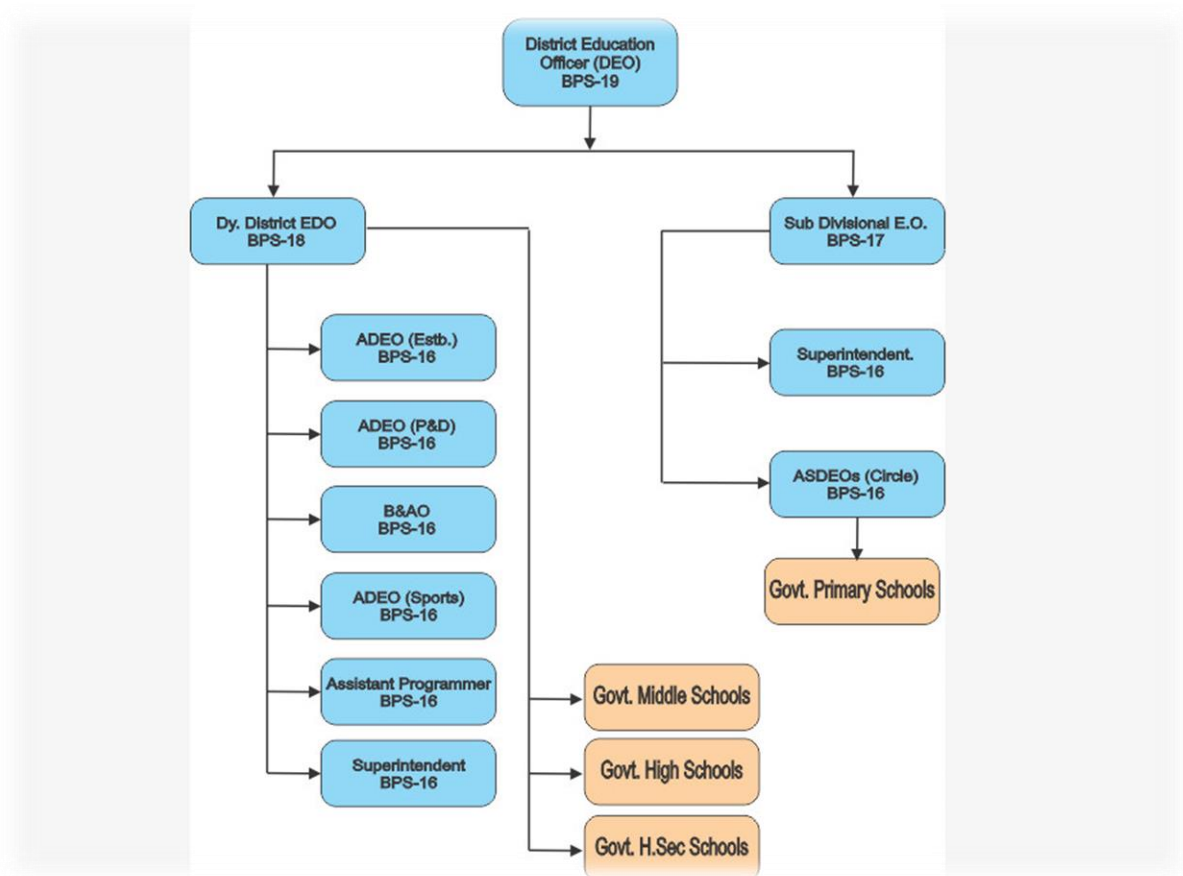 District Education
Officer (DEO)
BPS-19
Dy. District EDO
BPS-18
Sub Divisional E.O.
BPS-17
ADEO (Estb.)
BPS-16
ADEO (P&D)
BPS-16
B&AO
BPS-16
ADEO (Sports)
BPS-16
Assistant Programmer
BPS-16
Superintendent
BPS-16
Superintendent.
BPS-16
ASDEOs (Circle)
BPS-16
Govt. Primary Schools
Govt. Middle Schools
Govt. High Schools
Govt. H.Sec Schools